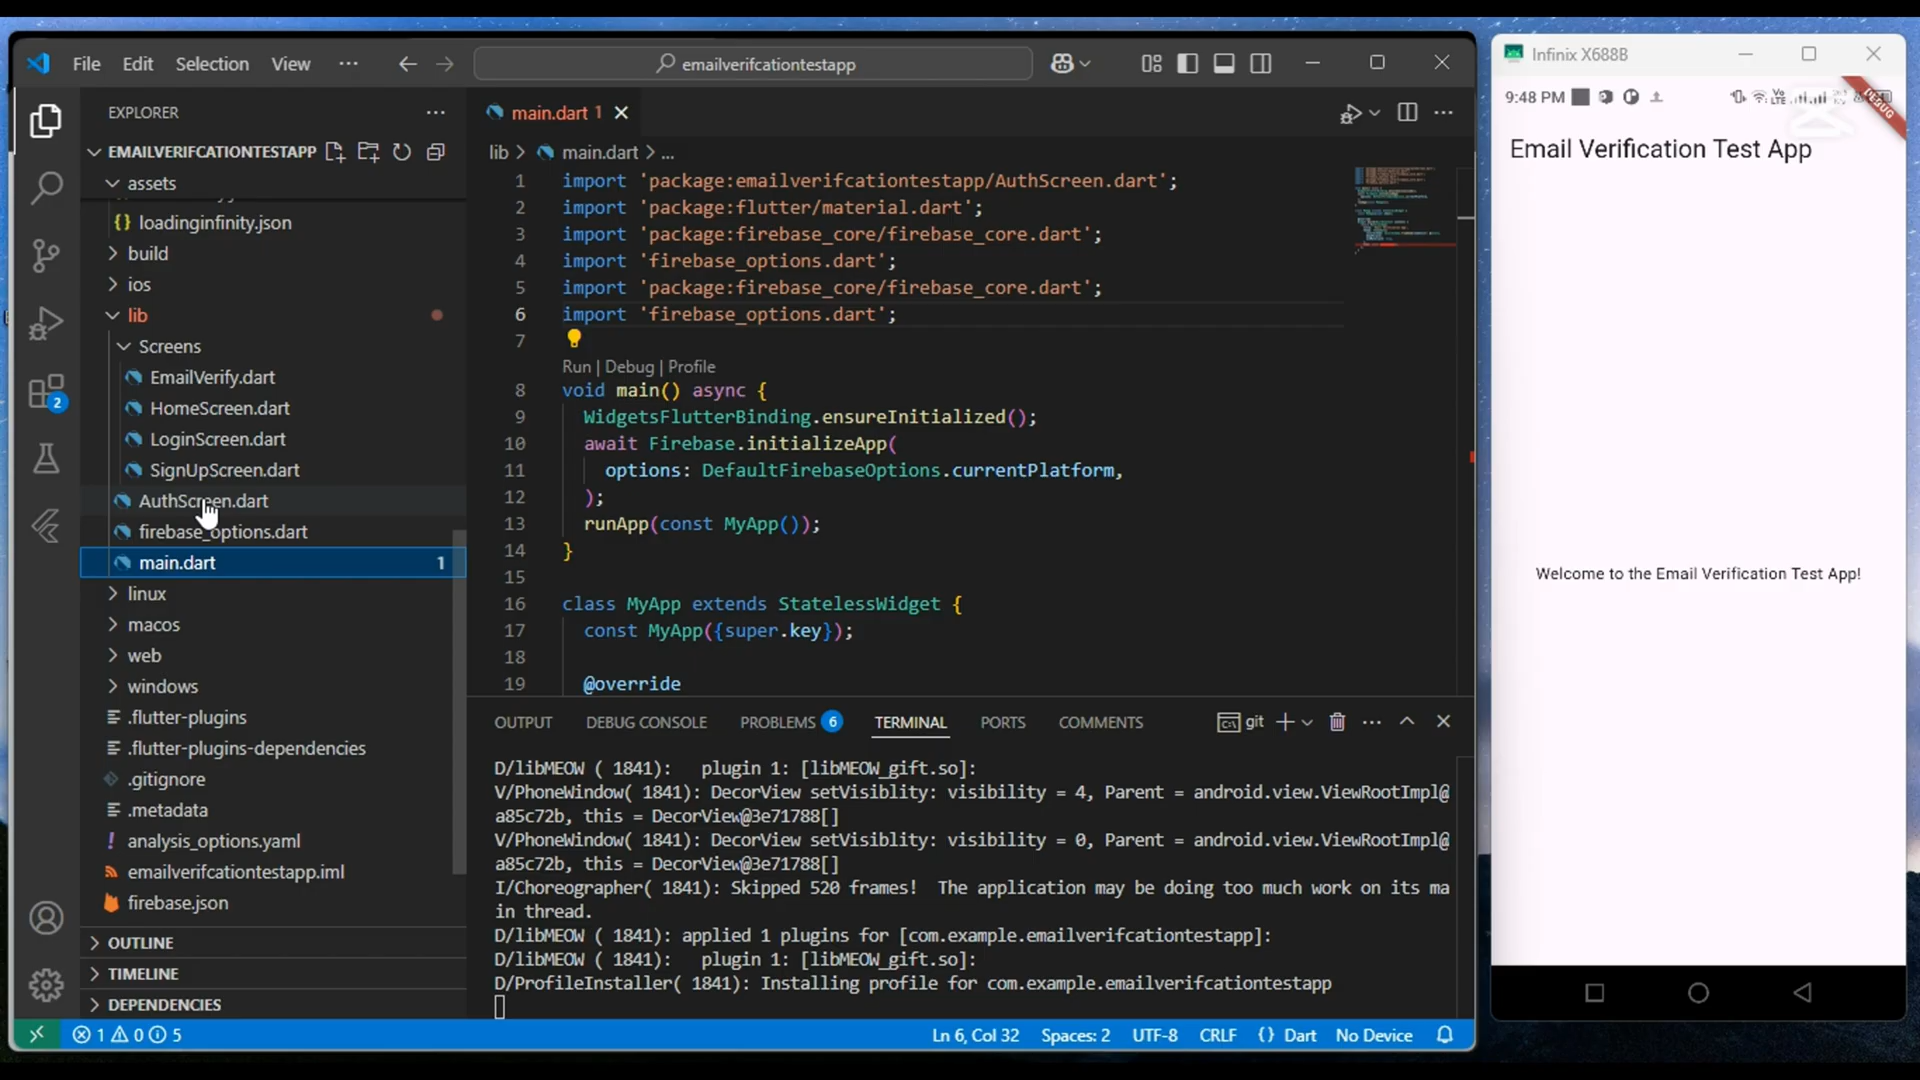 File Edit Selection View ··· emailverifcationtestapp
EXPLORER ···
EMAILVERIFCATIONTESTAPP
assets
loadinginfinity.json
build
ios
lib
Screens
EmailVerify.dart
HomeScreen.dart
LoginScreen.dart
SignUpScreen.dart
AuthScreen.dart
firebase_options.dart
main.dart 1
linux
macos
web
windows
.flutter-plugins
.flutter-plugins-dependencies
.gitignore
.metadata
analysis_options.yaml
emailverifcationtestapp.iml
firebase.json
OUTLINE
TIMELINE
DEPENDENCIES
2
main.dart 1
lib > main.dart > ...
1 import 'package:emailverifcationtestapp/AuthScreen.dart';
2 import 'package:flutter/material.dart';
3 import 'package:firebase_core/firebase_core.dart';
4 import 'firebase_options.dart';
5 import 'package:firebase_core/firebase_core.dart';
6 import 'firebase_options.dart';
7
Run | Debug | Profile
8 void main() async {
9 WidgetsFlutterBinding.ensureInitialized();
10 await Firebase.initializeApp(
11 options: DefaultFirebaseOptions.currentPlatform,
12 );
13 runApp(const MyApp());
14 }
15
16 class MyApp extends StatelessWidget {
17 const MyApp({super.key});
18
19 @override
OUTPUT DEBUG CONSOLE PROBLEMS 6 TERMINAL PORTS COMMENTS git
D/libMEOW ( 1841): plugin 1: [libMEOW_gift.so]:
V/PhoneWindow( 1841): DecorView setVisiblity: visibility = 4, Parent = android.view.ViewRootImpl@
a85c72b, this = DecorView@3e71788[]
V/PhoneWindow( 1841): DecorView setVisiblity: visibility = 0, Parent = android.view.ViewRootImpl@
a85c72b, this = DecorView@3e71788[]
I/Choreographer( 1841): Skipped 520 frames! The application may be doing too much work on its ma
in thread.
D/libMEOW ( 1841): applied 1 plugins for [com.example.emailverifcationtestapp]:
D/libMEOW ( 1841): plugin 1: [libMEOW_gift.so]:
D/ProfileInstaller( 1841): Installing profile for com.example.emailverifcationtestapp
1 0 5 Ln 6, Col 32 Spaces: 2 UTF-8 CRLF {} Dart No Device
Infinix X688B
9:48 PM Vo LTE
DEBUG
Email Verification Test App
Welcome to the Email Verification Test App!